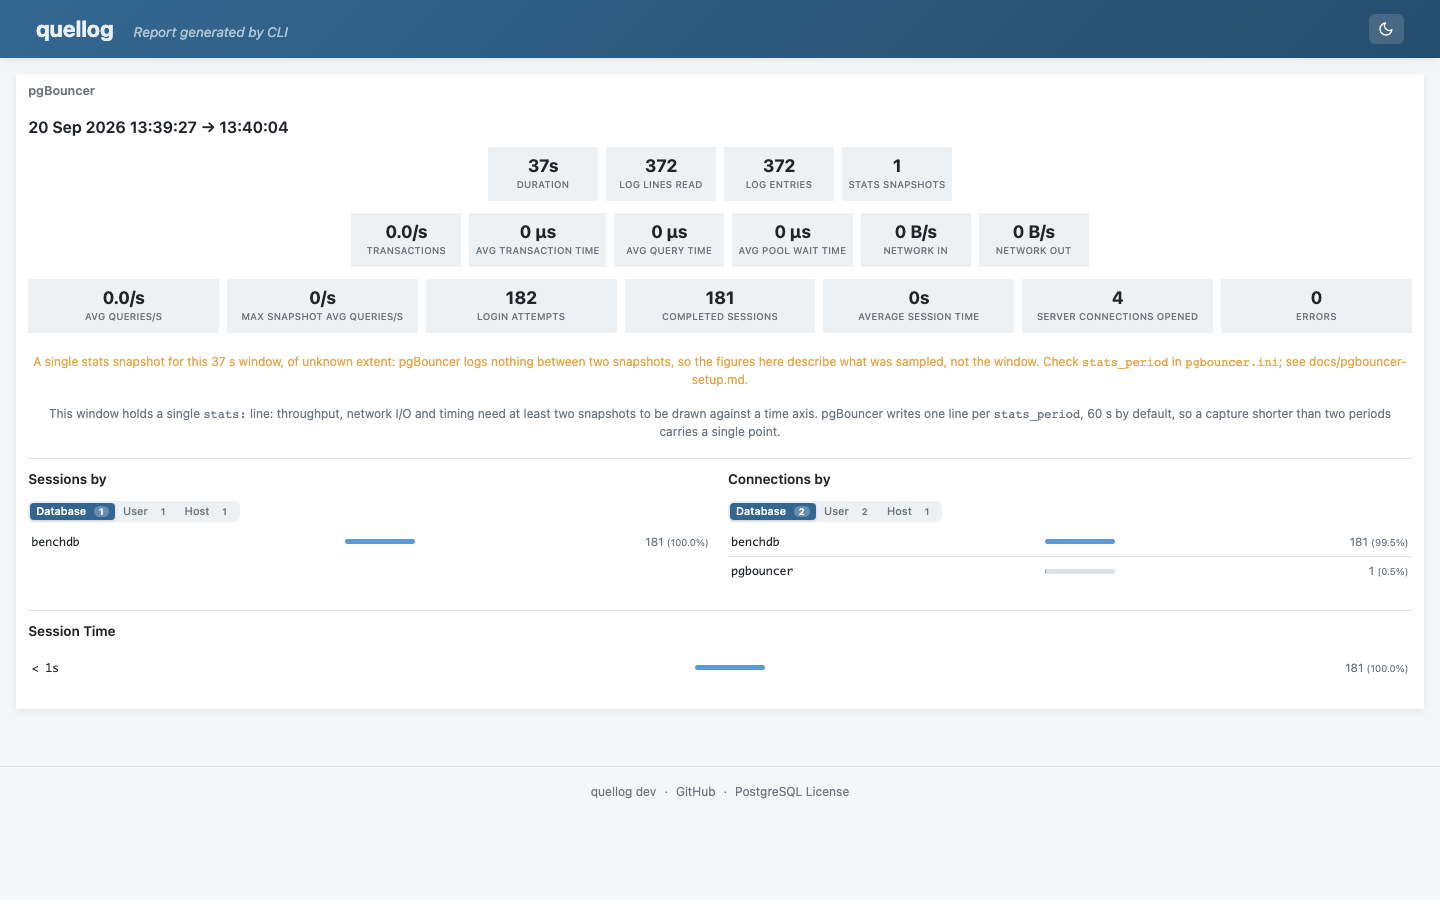 quellog Report generated by CLI
pgBouncer
20 Sep 2026 13:39:27 → 13:40:04
37s 372 372 1
DURATION LOG LINES READ LOG ENTRIES STATS SNAPSHOTS
0.0/s 0 µs 0 µs 0 µs 0 B/s 0 B/s
TRANSACTIONS AVG TRANSACTION TIME AVG QUERY TIME AVG POOL WAIT TIME NETWORK IN NETWORK OUT
0.0/s 0/s 182 181 0s 4 0
AVG QUERIES/S MAX SNAPSHOT AVG QUERIES/S LOGIN ATTEMPTS COMPLETED SESSIONS AVERAGE SESSION TIME SERVER CONNECTIONS OPENED ERRORS
A single stats snapshot for this 37 s window, of unknown extent: pgBouncer logs nothing between two snapshots, so the figures here describe what was sampled, not the window. Check stats_period in pgbouncer.ini; see docs/pgbouncer-
setup.md.
This window holds a single stats: line: throughput, network I/O and timing need at least two snapshots to be drawn against a time axis. pgBouncer writes one line per stats_period, 60 s by default, so a capture shorter than two periods
carries a single point.
Sessions by
Database 1 User 1 Host 1
benchdb 181 (100.0%)
Connections by
Database 2 User 2 Host 1
benchdb 181 (99.5%)
pgbouncer 1 (0.5%)
Session Time
< 1s 181 (100.0%)
quellog dev · GitHub · PostgreSQL License